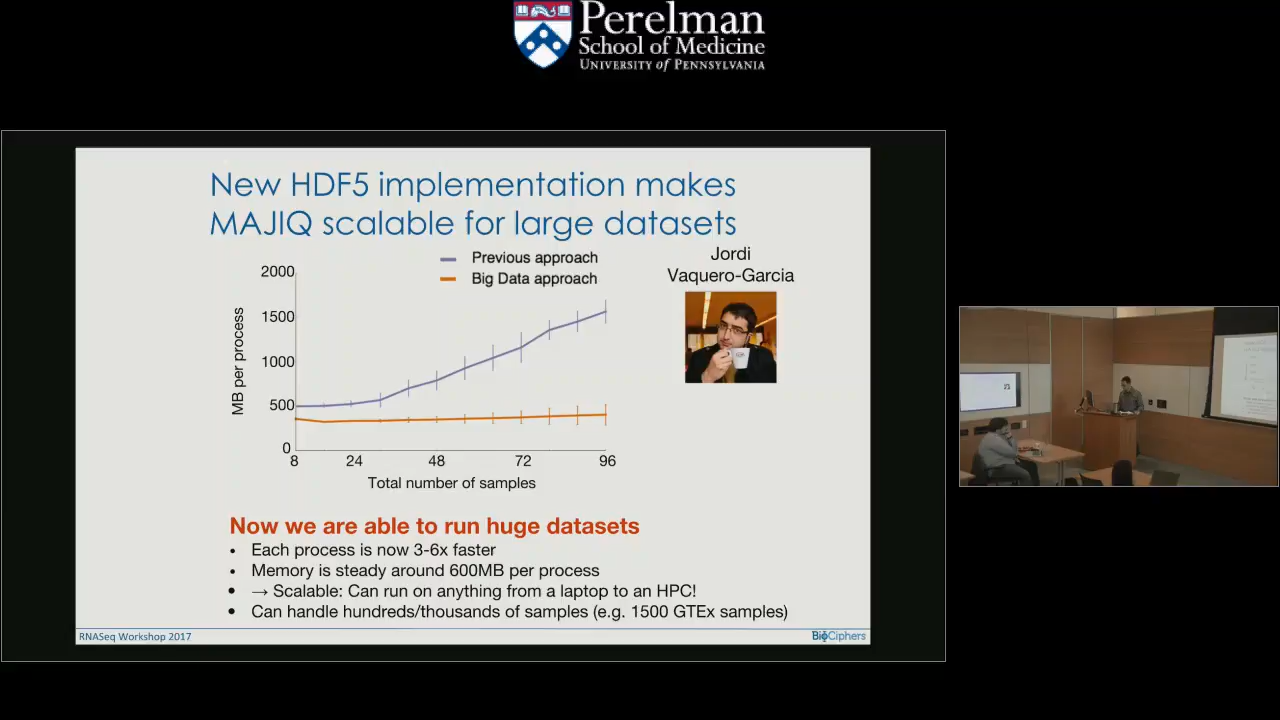 Perelman
School of Medicine
UNIVERSITY of PENNSYLVANIA
New HDF5 implementation makes
MAJIQ scalable for large datasets
Previous approach
Big Data approach
Jordi
Vaquero-Garcia
2000
1500
1000
500
0
MB per process
8 24 48 72 96
Total number of samples
Now we are able to run huge datasets
• Each process is now 3-6x faster
• Memory is steady around 600MB per process
• → Scalable: Can run on anything from a laptop to an HPC!
• Can handle hundreds/thousands of samples (e.g. 1500 GTEx samples)
RNASeq Workshop 2017
BioCiphers